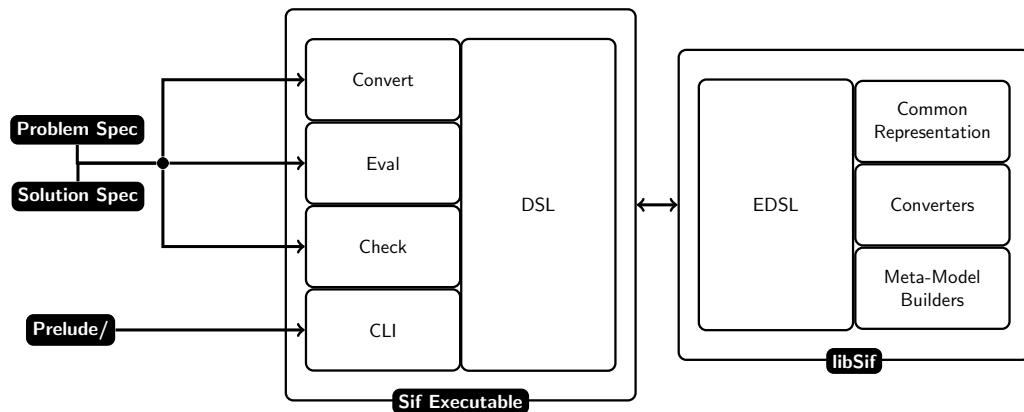 Problem Spec
Solution Spec
Prelude/
Convert
Eval
Check
CLI
DSL
Sif Executable
EDSL
Common
Representation
Converters
Meta-Model
Builders
libSif